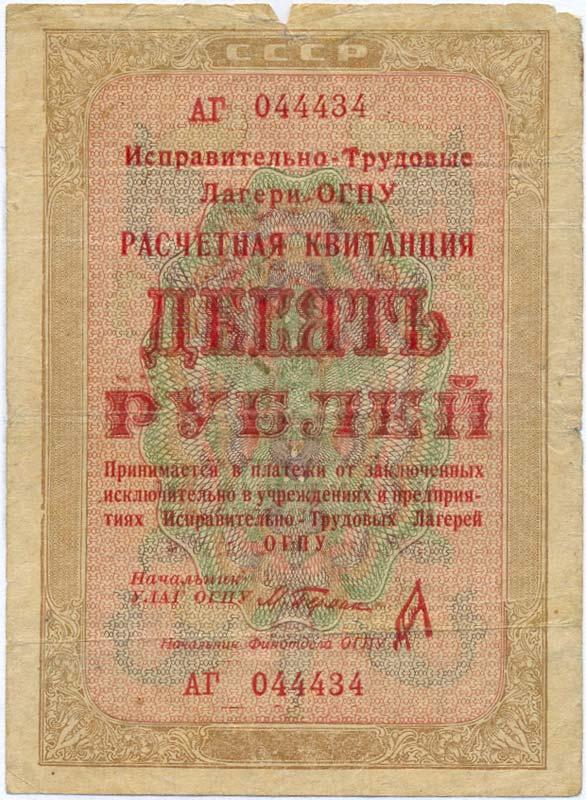 СССР
АГ 044434
Исправительно-Трудовые
Лагери ОГПУ
РАСЧЕТНАЯ КВИТАНЦИЯ
ДЕСЯТЬ
РУБЛЕЙ
Принимается в платежи от заключенных
исключительно в учреждениях и предприя-
тиях Исправительно-Трудовых Лагерей
ОГПУ
Начальник
УЛАГ ОГПУ
Начальник Финотдела ОГПУ
АГ 044434